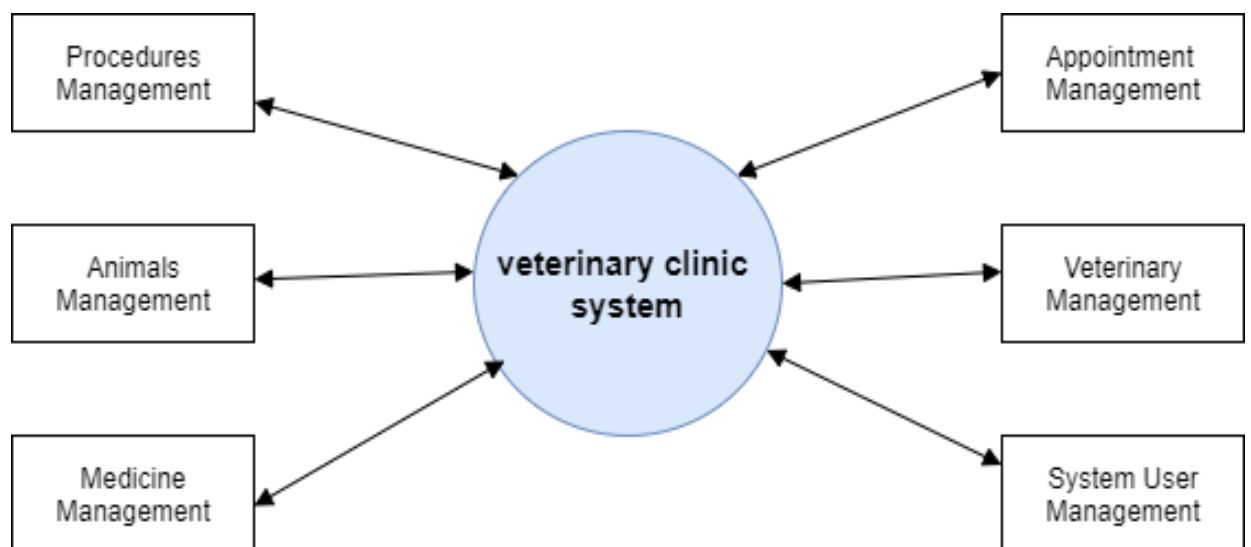 Procedures
Management
Appointment
Management
Animals
Management
veterinary clinic
system
Veterinary
Management
Medicine
Management
System User
Management